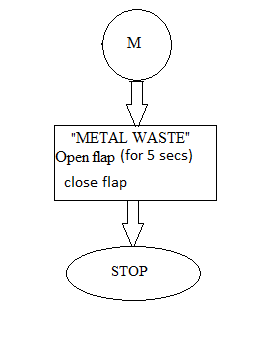 M
"METAL WASTE"
Open flap (for 5 secs)
close flap
STOP